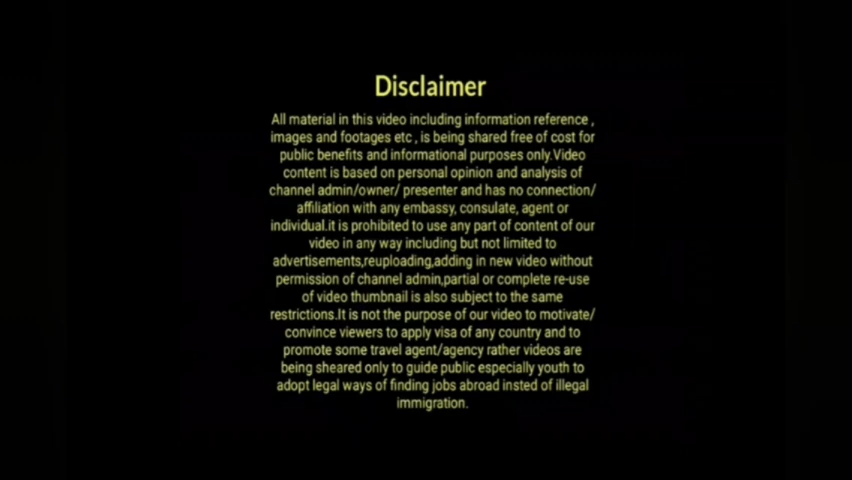 Disclaimer
All material in this video including information reference ,
images and footages etc , is being shared free of cost for
public benefits and informational purposes only.Video
content is based on personal opinion and analysis of
channel admin/owner/ presenter and has no connection/
affiliation with any embassy, consulate, agent or
individual.it is prohibited to use any part of content of our
video in any way including but not limited to
advertisements,reuploading,adding in new video without
permission of channel admin,partial or complete re-use
of video thumbnail is also subject to the same
restrictions.It is not the purpose of our video to motivate/
convince viewers to apply visa of any country and to
promote some travel agent/agency rather videos are
being sheared only to guide public especially youth to
adopt legal ways of finding jobs abroad insted of illegal
immigration.